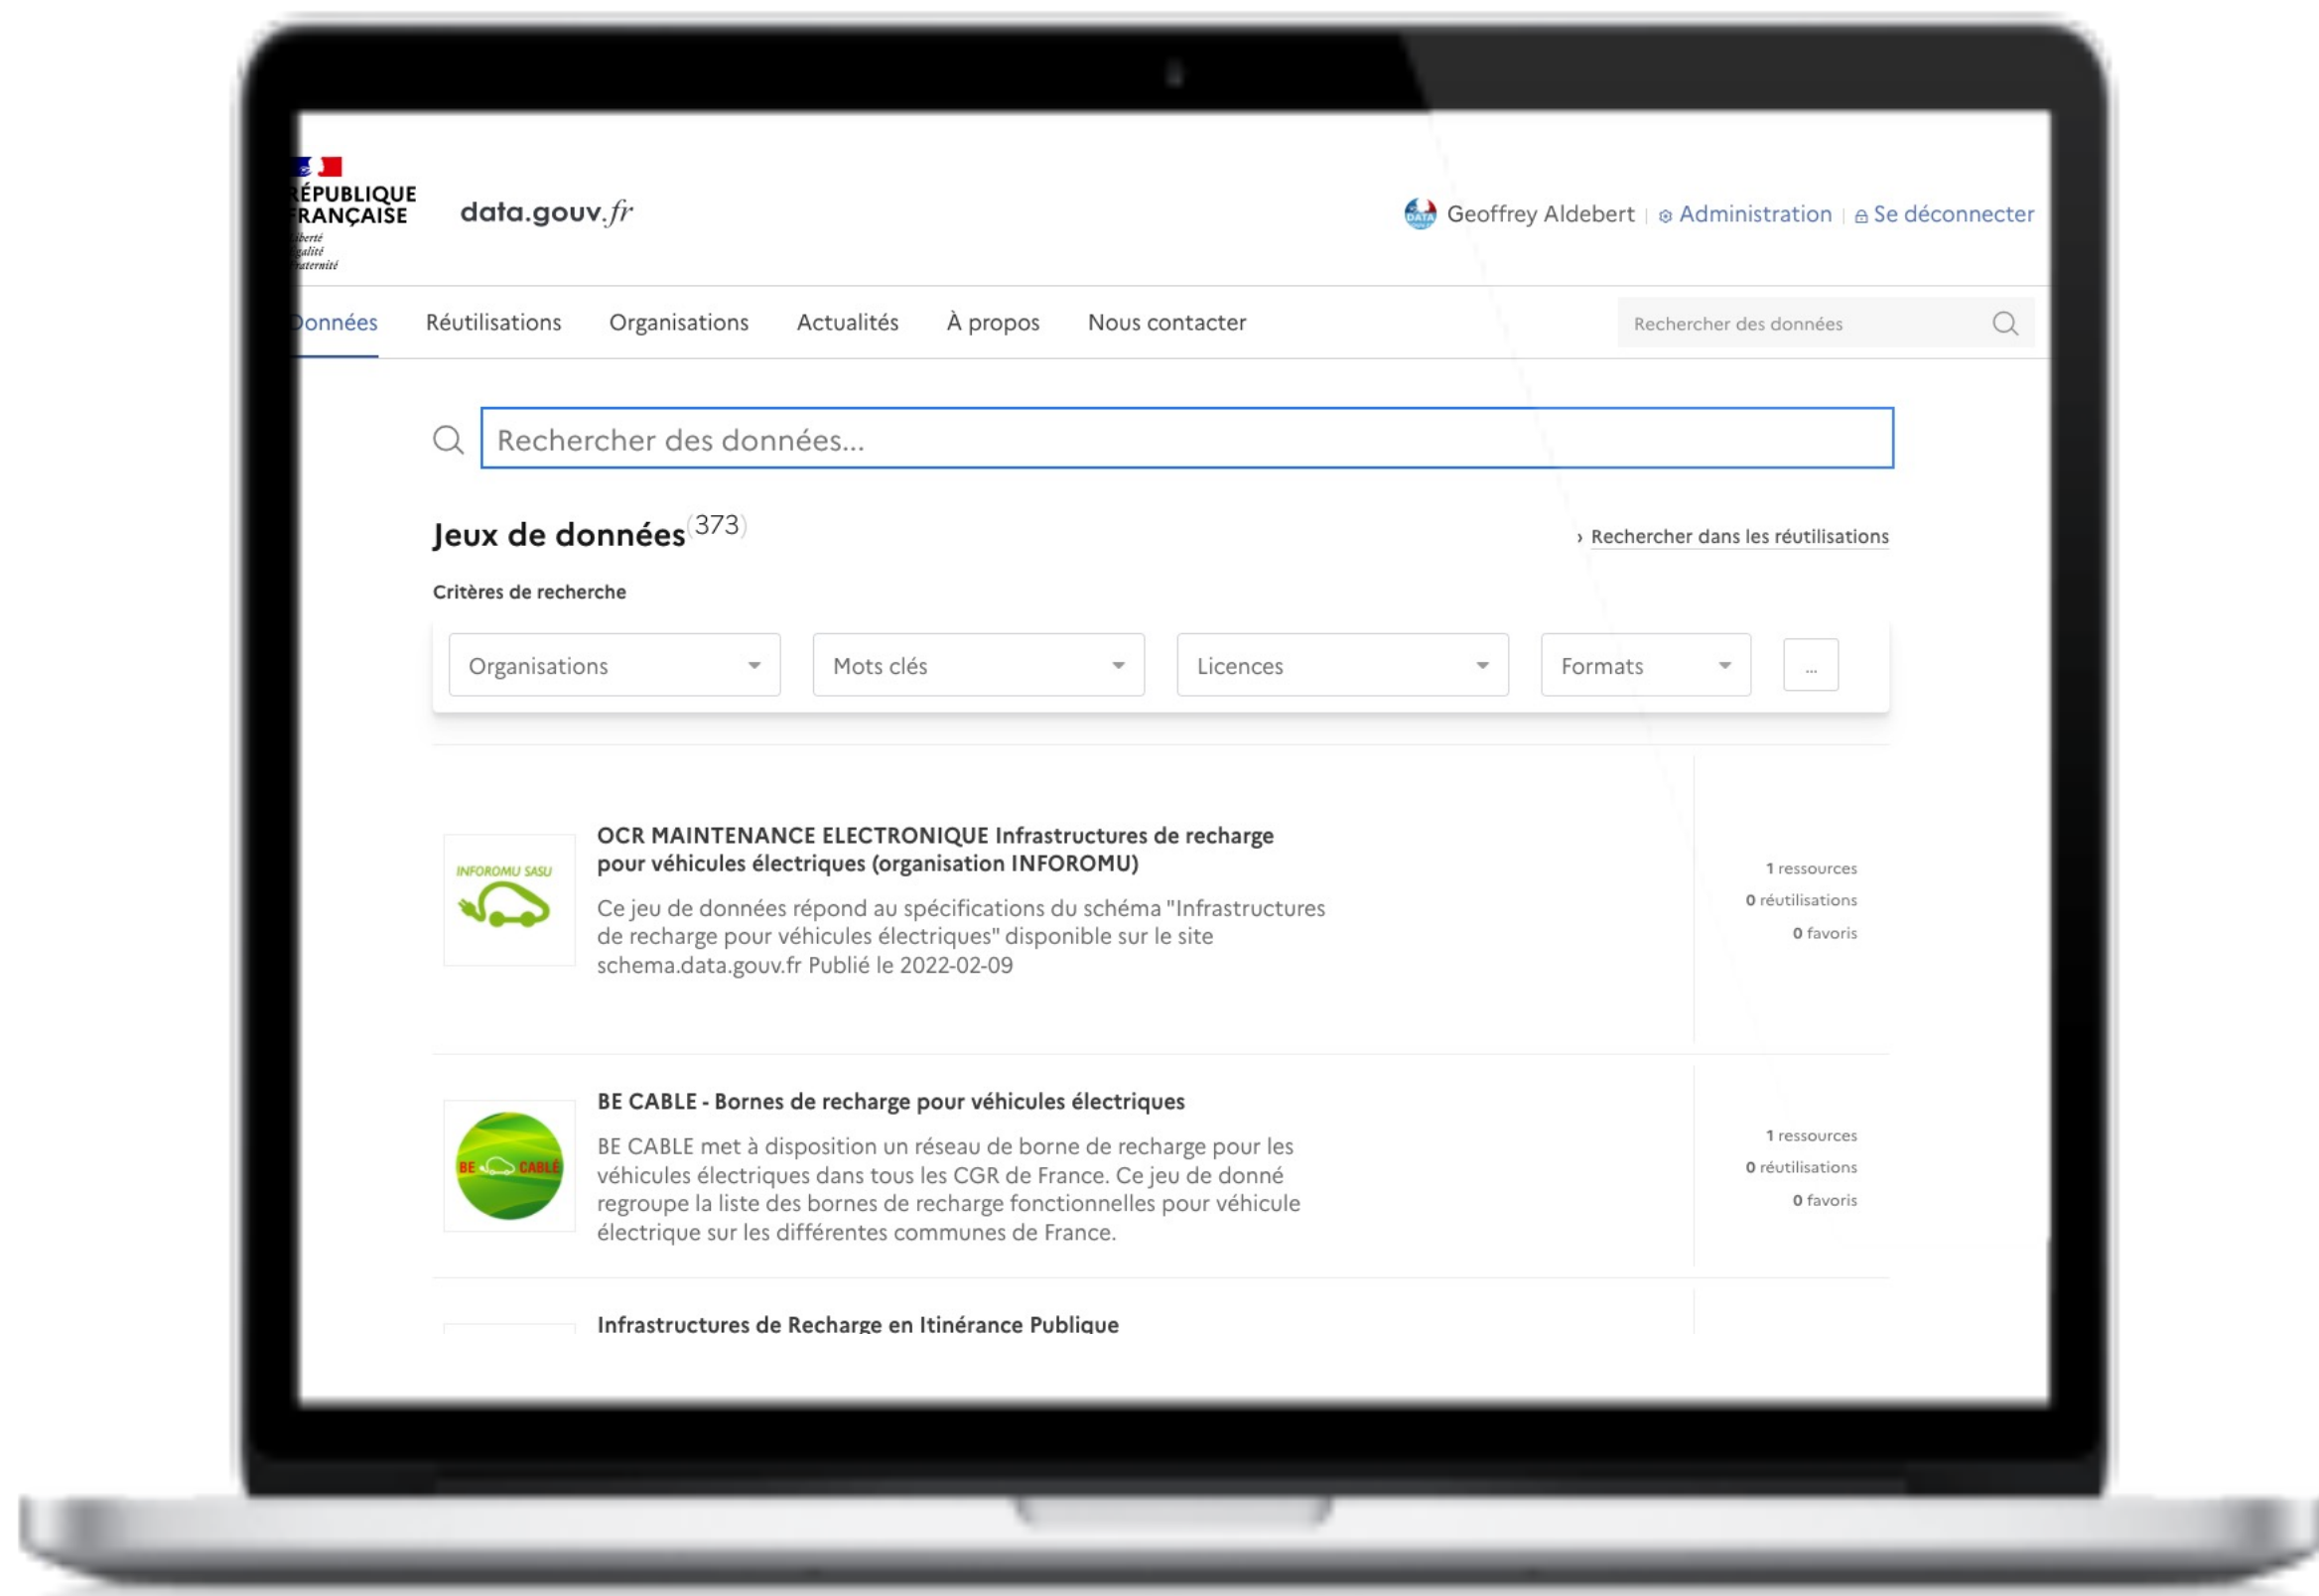 RÉPUBLIQUE
FRANÇAISE
Liberté
Égalité
Fraternité
data.gouv.fr
DATA
Geoffrey Aldebert | Administration | Se déconnecter
Données Réutilisations Organisations Actualités À propos Nous contacter Rechercher des données
Rechercher des données...
Jeux de données (373)
› Rechercher dans les réutilisations
Critères de recherche
Organisations Mots clés Licences Formats ...
INFOROMU SASU
OCR MAINTENANCE ELECTRONIQUE Infrastructures de recharge
pour véhicules électriques (organisation INFOROMU)
Ce jeu de données répond au spécifications du schéma "Infrastructures
de recharge pour véhicules électriques" disponible sur le site
schema.data.gouv.fr Publié le 2022-02-09
1 ressources
0 réutilisations
0 favoris
BE CABLÉ
BE CABLE - Bornes de recharge pour véhicules électriques
BE CABLE met à disposition un réseau de borne de recharge pour les
véhicules électriques dans tous les CGR de France. Ce jeu de donné
regroupe la liste des bornes de recharge fonctionnelles pour véhicule
électrique sur les différentes communes de France.
1 ressources
0 réutilisations
0 favoris
Infrastructures de Recharge en Itinérance Publique